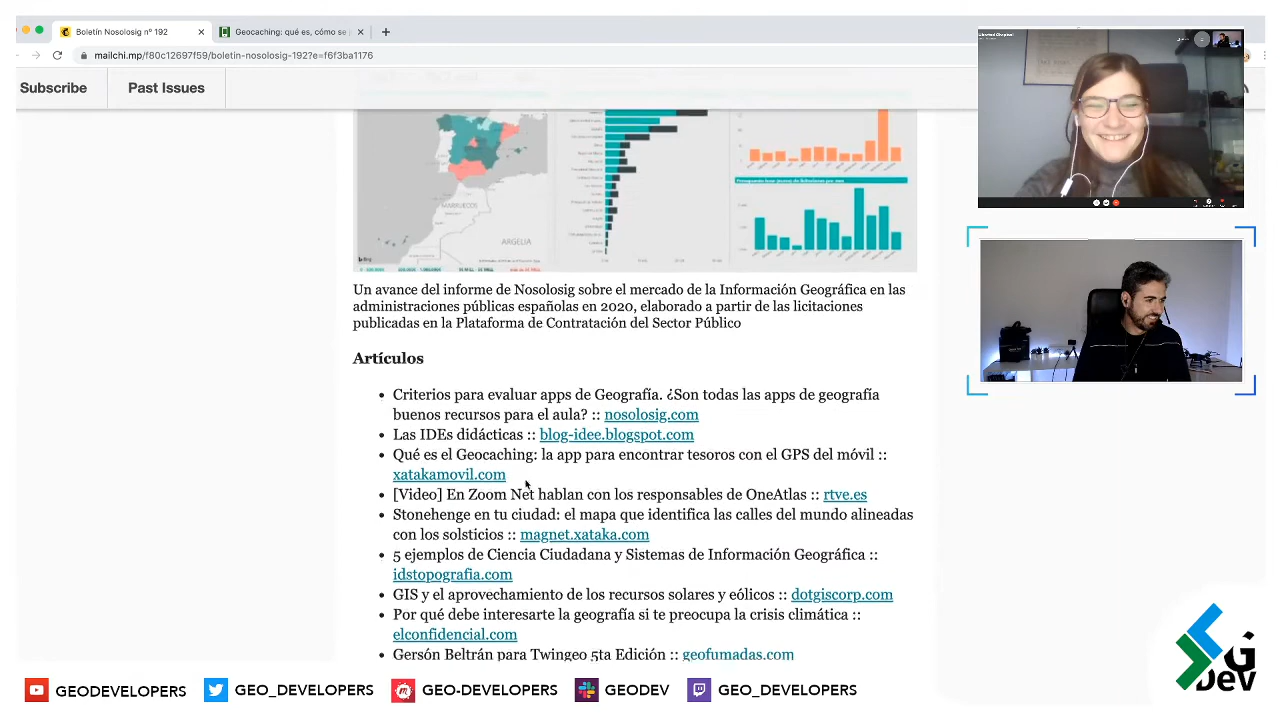 Boletín Nosolosig nº 192
Geocaching: qué es, cómo se
mailchi.mp/f80c12697f59/boletin-nosolosig-192?e=f6f3ba1176
Subscribe
Past Issues
MARRUECOS
ARGELIA
Un avance del informe de Nosolosig sobre el mercado de la Información Geográfica en las
administraciones públicas españolas en 2020, elaborado a partir de las licitaciones
publicadas en la Plataforma de Contratación del Sector Público
Artículos
Criterios para evaluar apps de Geografía. ¿Son todas las apps de geografía
buenos recursos para el aula? :: nosolosig.com
Las IDEs didácticas :: blog-idee.blogspot.com
Qué es el Geocaching: la app para encontrar tesoros con el GPS del móvil ::
xatakamovil.com
[Video] En Zoom Net hablan con los responsables de OneAtlas :: rtve.es
Stonehenge en tu ciudad: el mapa que identifica las calles del mundo alineadas
con los solsticios :: magnet.xataka.com
5 ejemplos de Ciencia Ciudadana y Sistemas de Información Geográfica ::
idstopografia.com
GIS y el aprovechamiento de los recursos solares y eólicos :: dotgiscorp.com
Por qué debe interesarte la geografía si te preocupa la crisis climática ::
elconfidencial.com
Gersón Beltrán para Twingeo 5ta Edición :: geofumadas.com
GEODEVELOPERS
GEO_DEVELOPERS
GEO-DEVELOPERS
GEODEV
GEO_DEVELOPERS
G
Dev